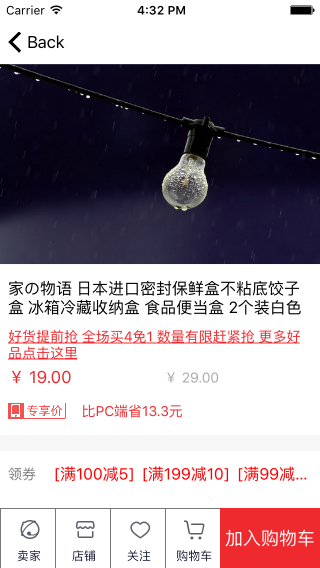 Carrier 4:32 PM
Back
家の物语 日本进口密封保鲜盒不粘底饺子
盒 冰箱冷藏收纳盒 食品便当盒 2个装白色
好货提前抢 全场买4免1 数量有限赶紧抢 更多好
品点击这里
￥ 19.00 ￥ 29.00
专享价 比PC端省13.3元
领券 [满100减5] [满199减10] [满99减...
卖家 店铺 关注 购物车 加入购物车